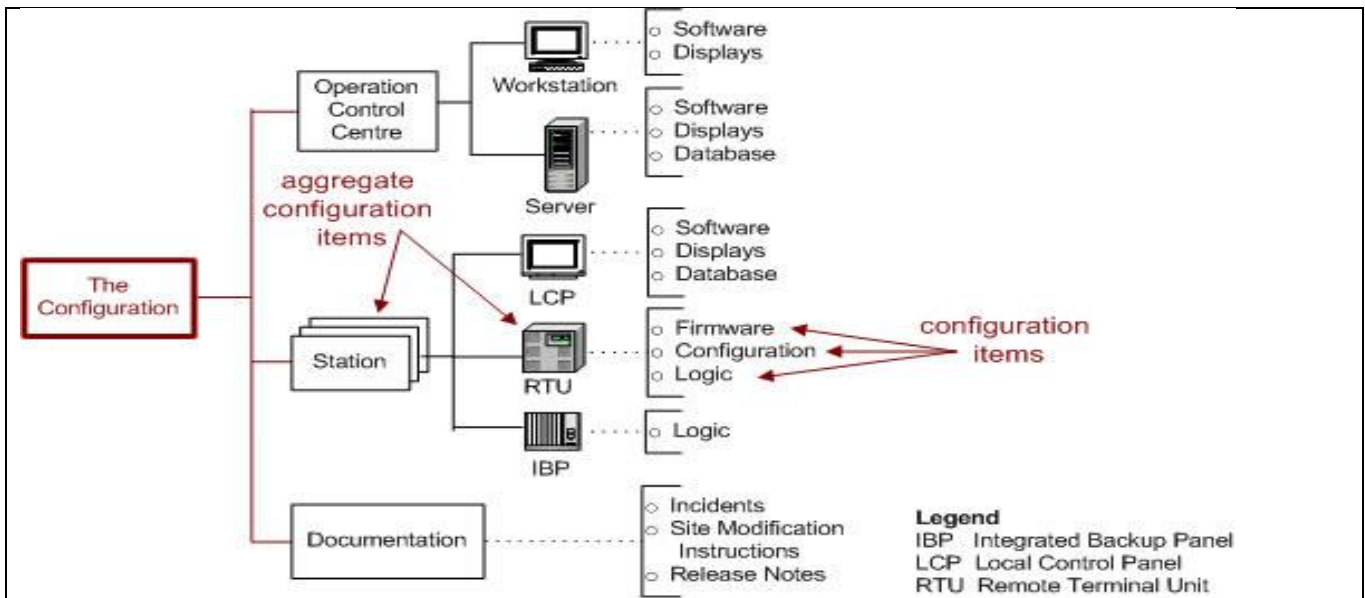 Software
Displays
Workstation
Operation
Control
Centre
Software
Displays
Database
Server
aggregate
configuration
items
Software
Displays
Database
LCP
The
Configuration
Station
Firmware
Configuration
Logic
configuration
items
RTU
Logic
IBP
Documentation
Incidents
Site Modification
Instructions
Release Notes
Legend
IBP Integrated Backup Panel
LCP Local Control Panel
RTU Remote Terminal Unit